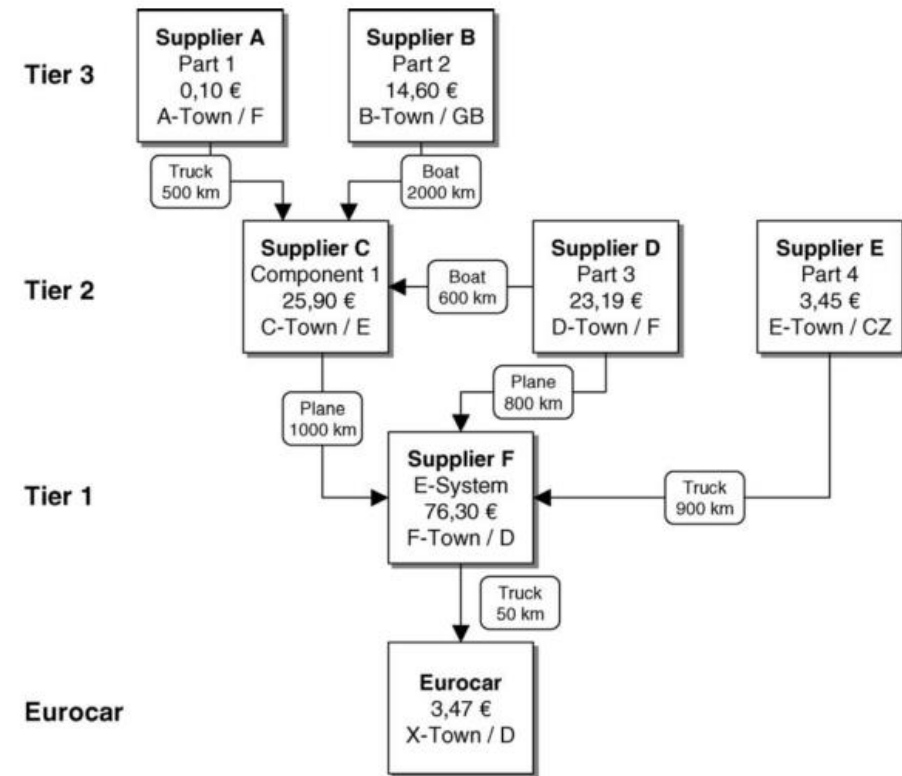 Tier 3
Supplier A
Part 1
0,10 €
A-Town / F
Supplier B
Part 2
14,60 €
B-Town / GB
Truck
500 km
Boat
2000 km
Tier 2
Supplier C
Component 1
25,90 €
C-Town / E
Boat
600 km
Supplier D
Part 3
23,19 €
D-Town / F
Supplier E
Part 4
3,45 €
E-Town / CZ
Plane
1000 km
Plane
800 km
Tier 1
Supplier F
E-System
76,30 €
F-Town / D
Truck
900 km
Truck
50 km
Eurocar
Eurocar
3,47 €
X-Town / D